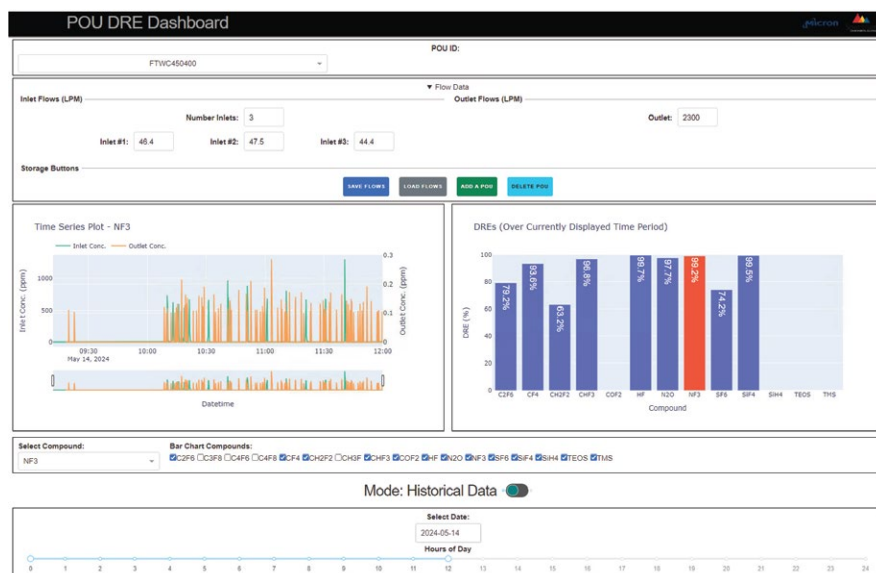 POU DRE Dashboard
Micron
POU ID:
FTWC450400
▼ Flow Data
Inlet Flows (LPM)
Outlet Flows (LPM)
Number Inlets: 3
Outlet: 2300
Inlet #1: 46.4 Inlet #2: 47.5 Inlet #3: 44.4
Storage Buttons
SAVE FLOWS LOAD FLOWS ADD A POU DELETE POU
Time Series Plot - NF3
Inlet Conc. Outlet Conc.
Inlet Conc. (ppm)
1000
500
0
0.3
0.2
0.1
0
Outlet Conc. (ppm)
09:30 10:00 10:30 11:00 11:30 12:00
May 14, 2024
Datetime
DREs (Over Currently Displayed Time Period)
DRE (%)
100
80
60
40
20
0
79.2% 93.6% 63.2% 96.8% 99.7% 97.7% 99.2% 74.2% 99.5%
C2F6 CF4 CH2F2 CHF3 COF2 HF N2O NF3 SF6 SiF4 SiH4 TEOS TMS
Compound
Select Compound:
NF3
Bar Chart Compounds:
C2F6 C3F8 C4F6 C4F8 CF4 CH2F2 CH3F CHF3 COF2 HF N2O NF3 SF6 SiF4 SiH4 TEOS TMS
Mode: Historical Data
Select Date:
2024-05-14
Hours of Day
0 1 2 3 4 5 6 7 8 9 10 11 12 13 14 15 16 17 18 19 20 21 22 23 24